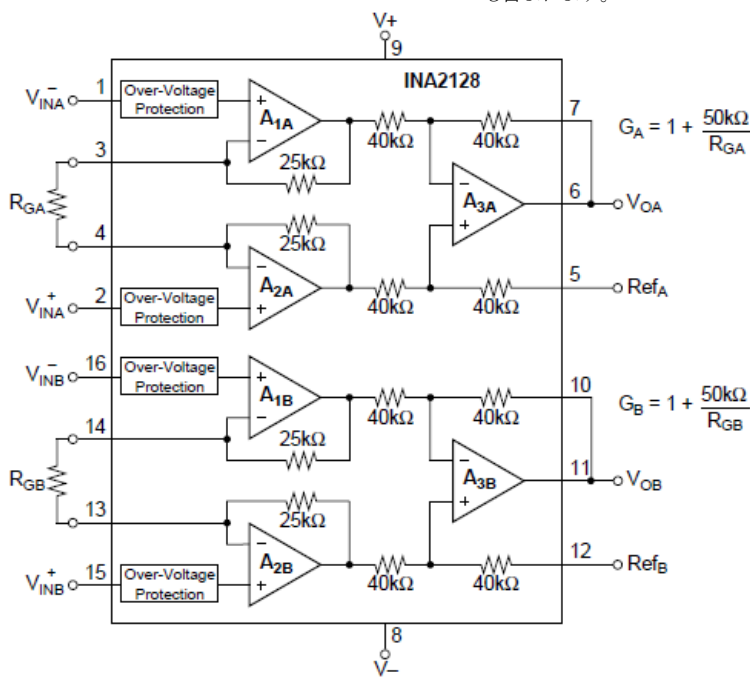 V+
9
INA2128
V⁻INA
1
Over-Voltage
Protection
+
A1A
−
40kΩ
40kΩ
7
GA = 1 + 50kΩ/RGA
3
25kΩ
RGA
−
A3A
+
6
VOA
4
25kΩ
−
A2A
+
40kΩ
40kΩ
5
RefA
V⁺INA
2
Over-Voltage
Protection
V⁻INB
16
Over-Voltage
Protection
+
A1B
−
40kΩ
40kΩ
10
GB = 1 + 50kΩ/RGB
14
25kΩ
RGB
−
A3B
+
11
VOB
13
25kΩ
−
A2B
+
40kΩ
40kΩ
12
RefB
V⁺INB
15
Over-Voltage
Protection
8
V−